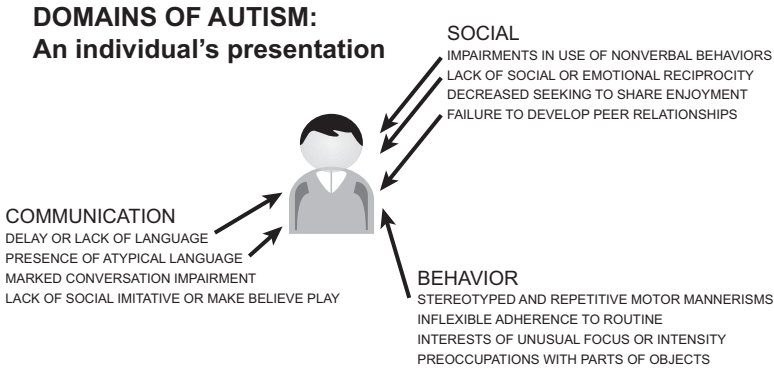 DOMAINS OF AUTISM:
An individual's presentation
SOCIAL
IMPAIRMENTS IN USE OF NONVERBAL BEHAVIORS
LACK OF SOCIAL OR EMOTIONAL RECIPROCITY
DECREASED SEEKING TO SHARE ENJOYMENT
FAILURE TO DEVELOP PEER RELATIONSHIPS
COMMUNICATION
DELAY OR LACK OF LANGUAGE
PRESENCE OF ATYPICAL LANGUAGE
MARKED CONVERSATION IMPAIRMENT
LACK OF SOCIAL IMITATIVE OR MAKE BELIEVE PLAY
BEHAVIOR
STEREOTYPED AND REPETITIVE MOTOR MANNERISMS
INFLEXIBLE ADHERENCE TO ROUTINE
INTERESTS OF UNUSUAL FOCUS OR INTENSITY
PREOCCUPATIONS WITH PARTS OF OBJECTS